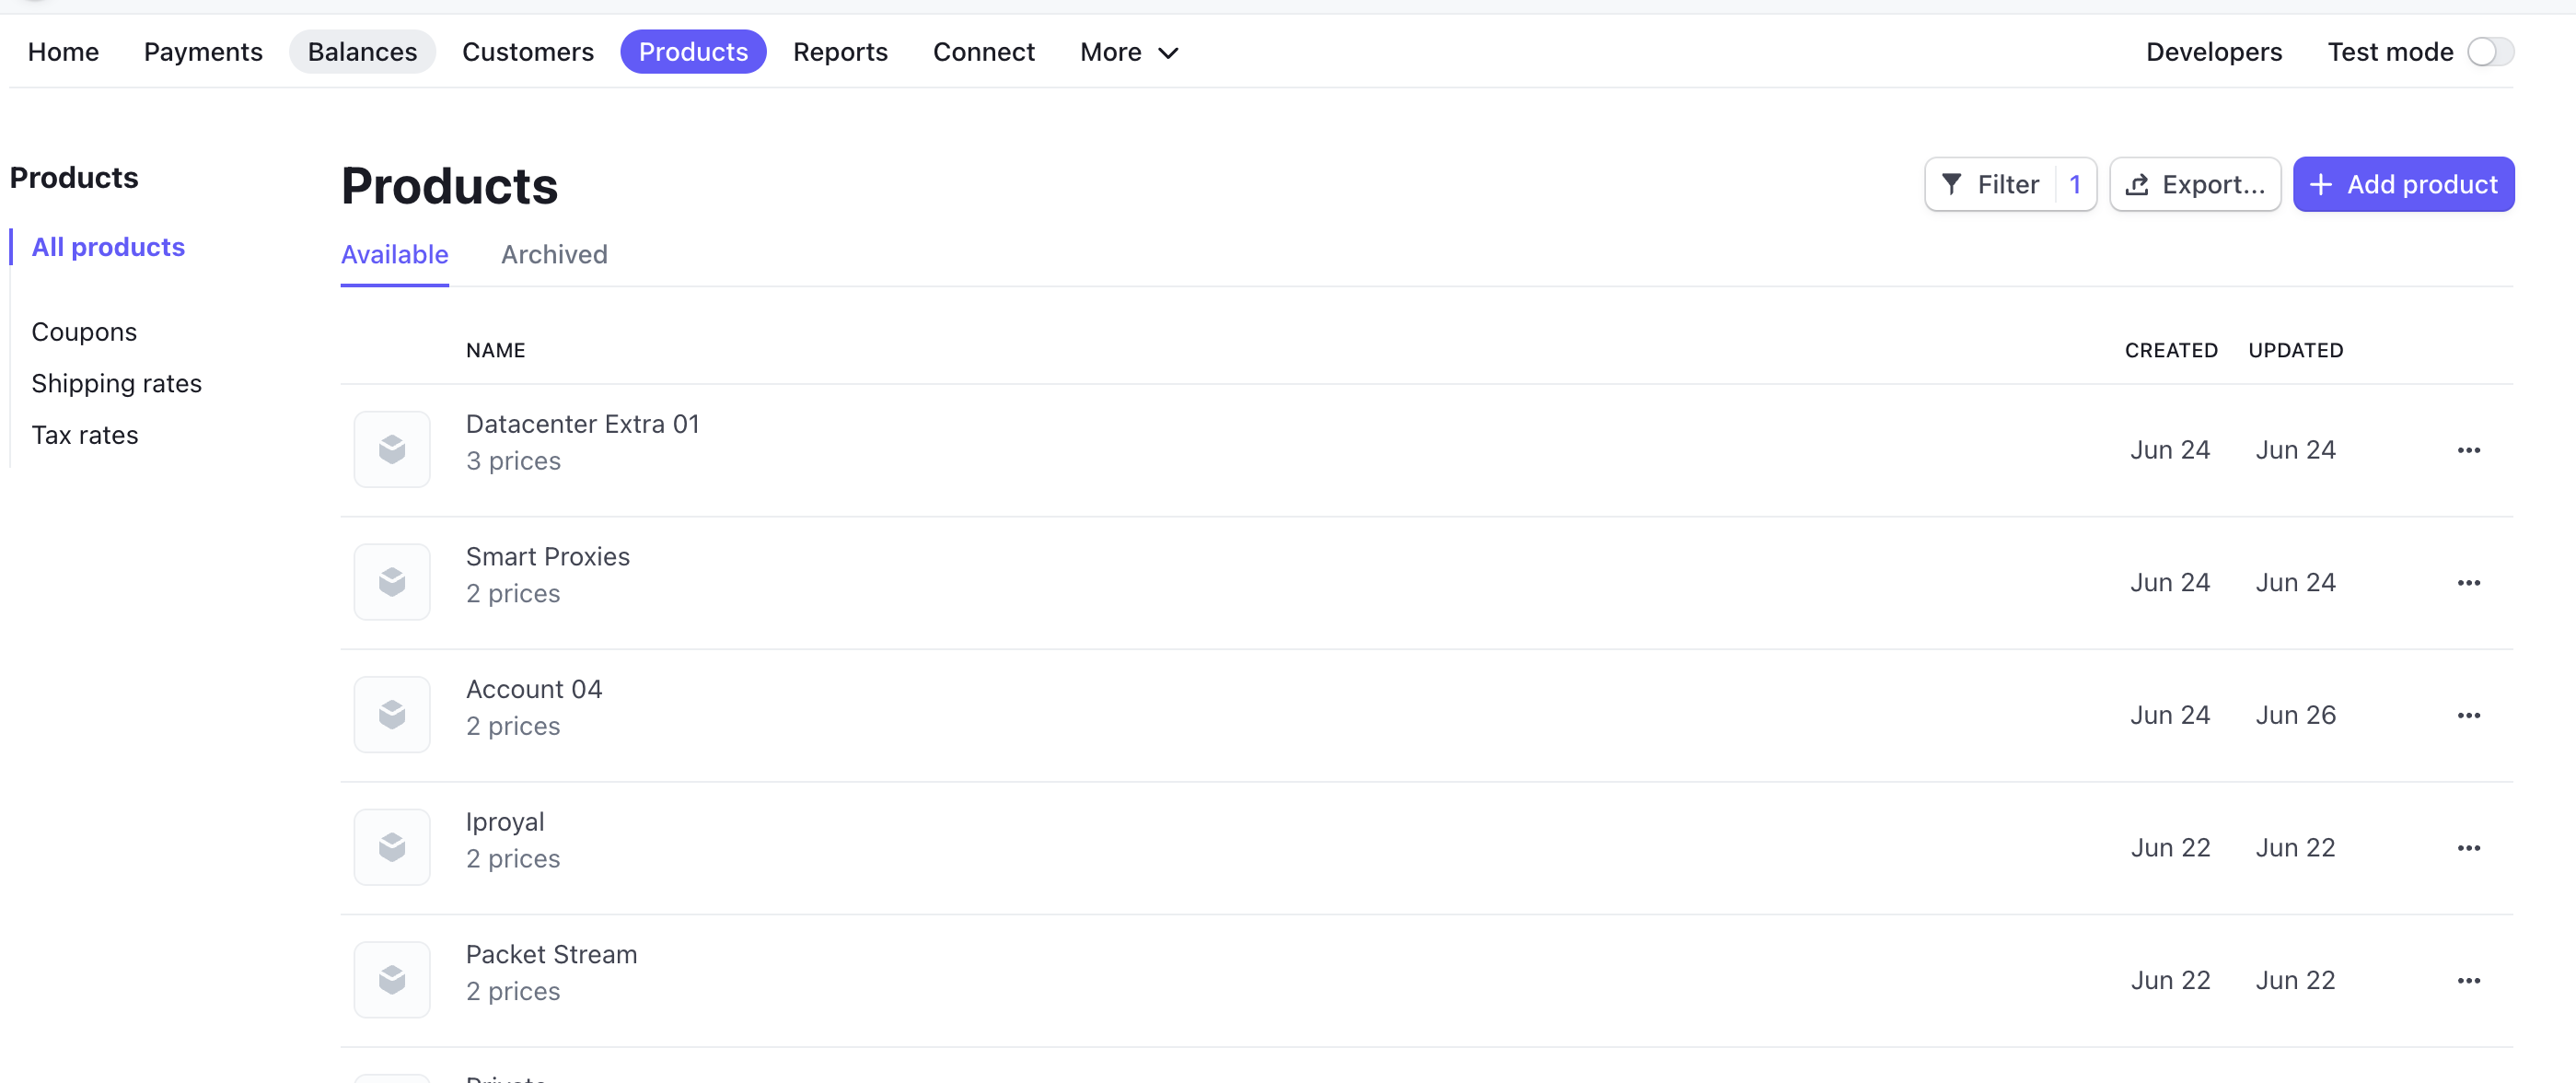 Home Payments Balances Customers Products Reports Connect More Developers Test mode
Products
All products
Coupons
Shipping rates
Tax rates
Products
Filter 1 Export... Add product
Available Archived
NAME CREATED UPDATED
Datacenter Extra 01
3 prices
Jun 24 Jun 24
Smart Proxies
2 prices
Jun 24 Jun 24
Account 04
2 prices
Jun 24 Jun 26
Iproyal
2 prices
Jun 22 Jun 22
Packet Stream
2 prices
Jun 22 Jun 22